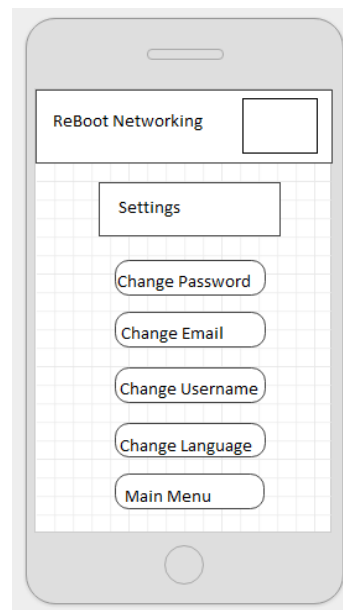 ReBoot Networking
Settings
Change Password
Change Email
Change Username
Change Language
Main Menu